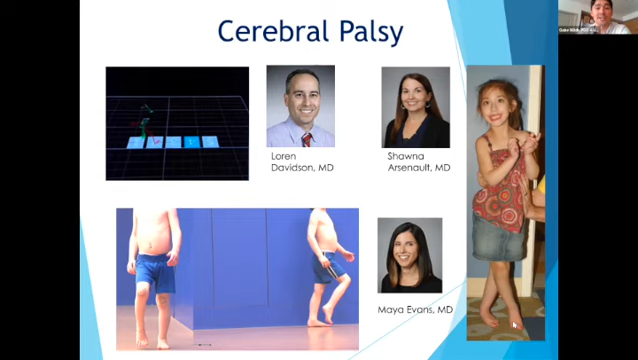 Cerebral Palsy
Loren
Davidson, MD
Shawna
Arsenault, MD
Maya Evans, MD